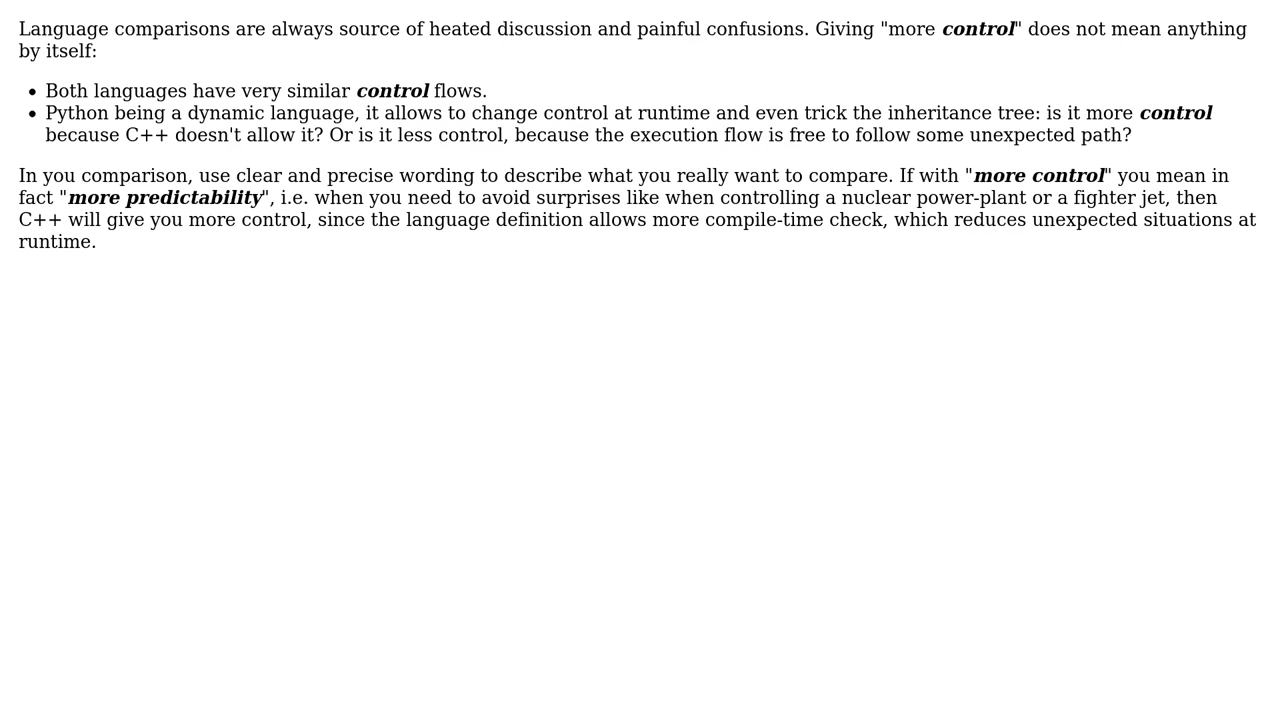 Language comparisons are always source of heated discussion and painful confusions. Giving "more control" does not mean anything
by itself:
• Both languages have very similar control flows.
• Python being a dynamic language, it allows to change control at runtime and even trick the inheritance tree: is it more control
because C++ doesn't allow it? Or is it less control, because the execution flow is free to follow some unexpected path?
In you comparison, use clear and precise wording to describe what you really want to compare. If with "more control" you mean in
fact "more predictability", i.e. when you need to avoid surprises like when controlling a nuclear power-plant or a fighter jet, then
C++ will give you more control, since the language definition allows more compile-time check, which reduces unexpected situations at
runtime.